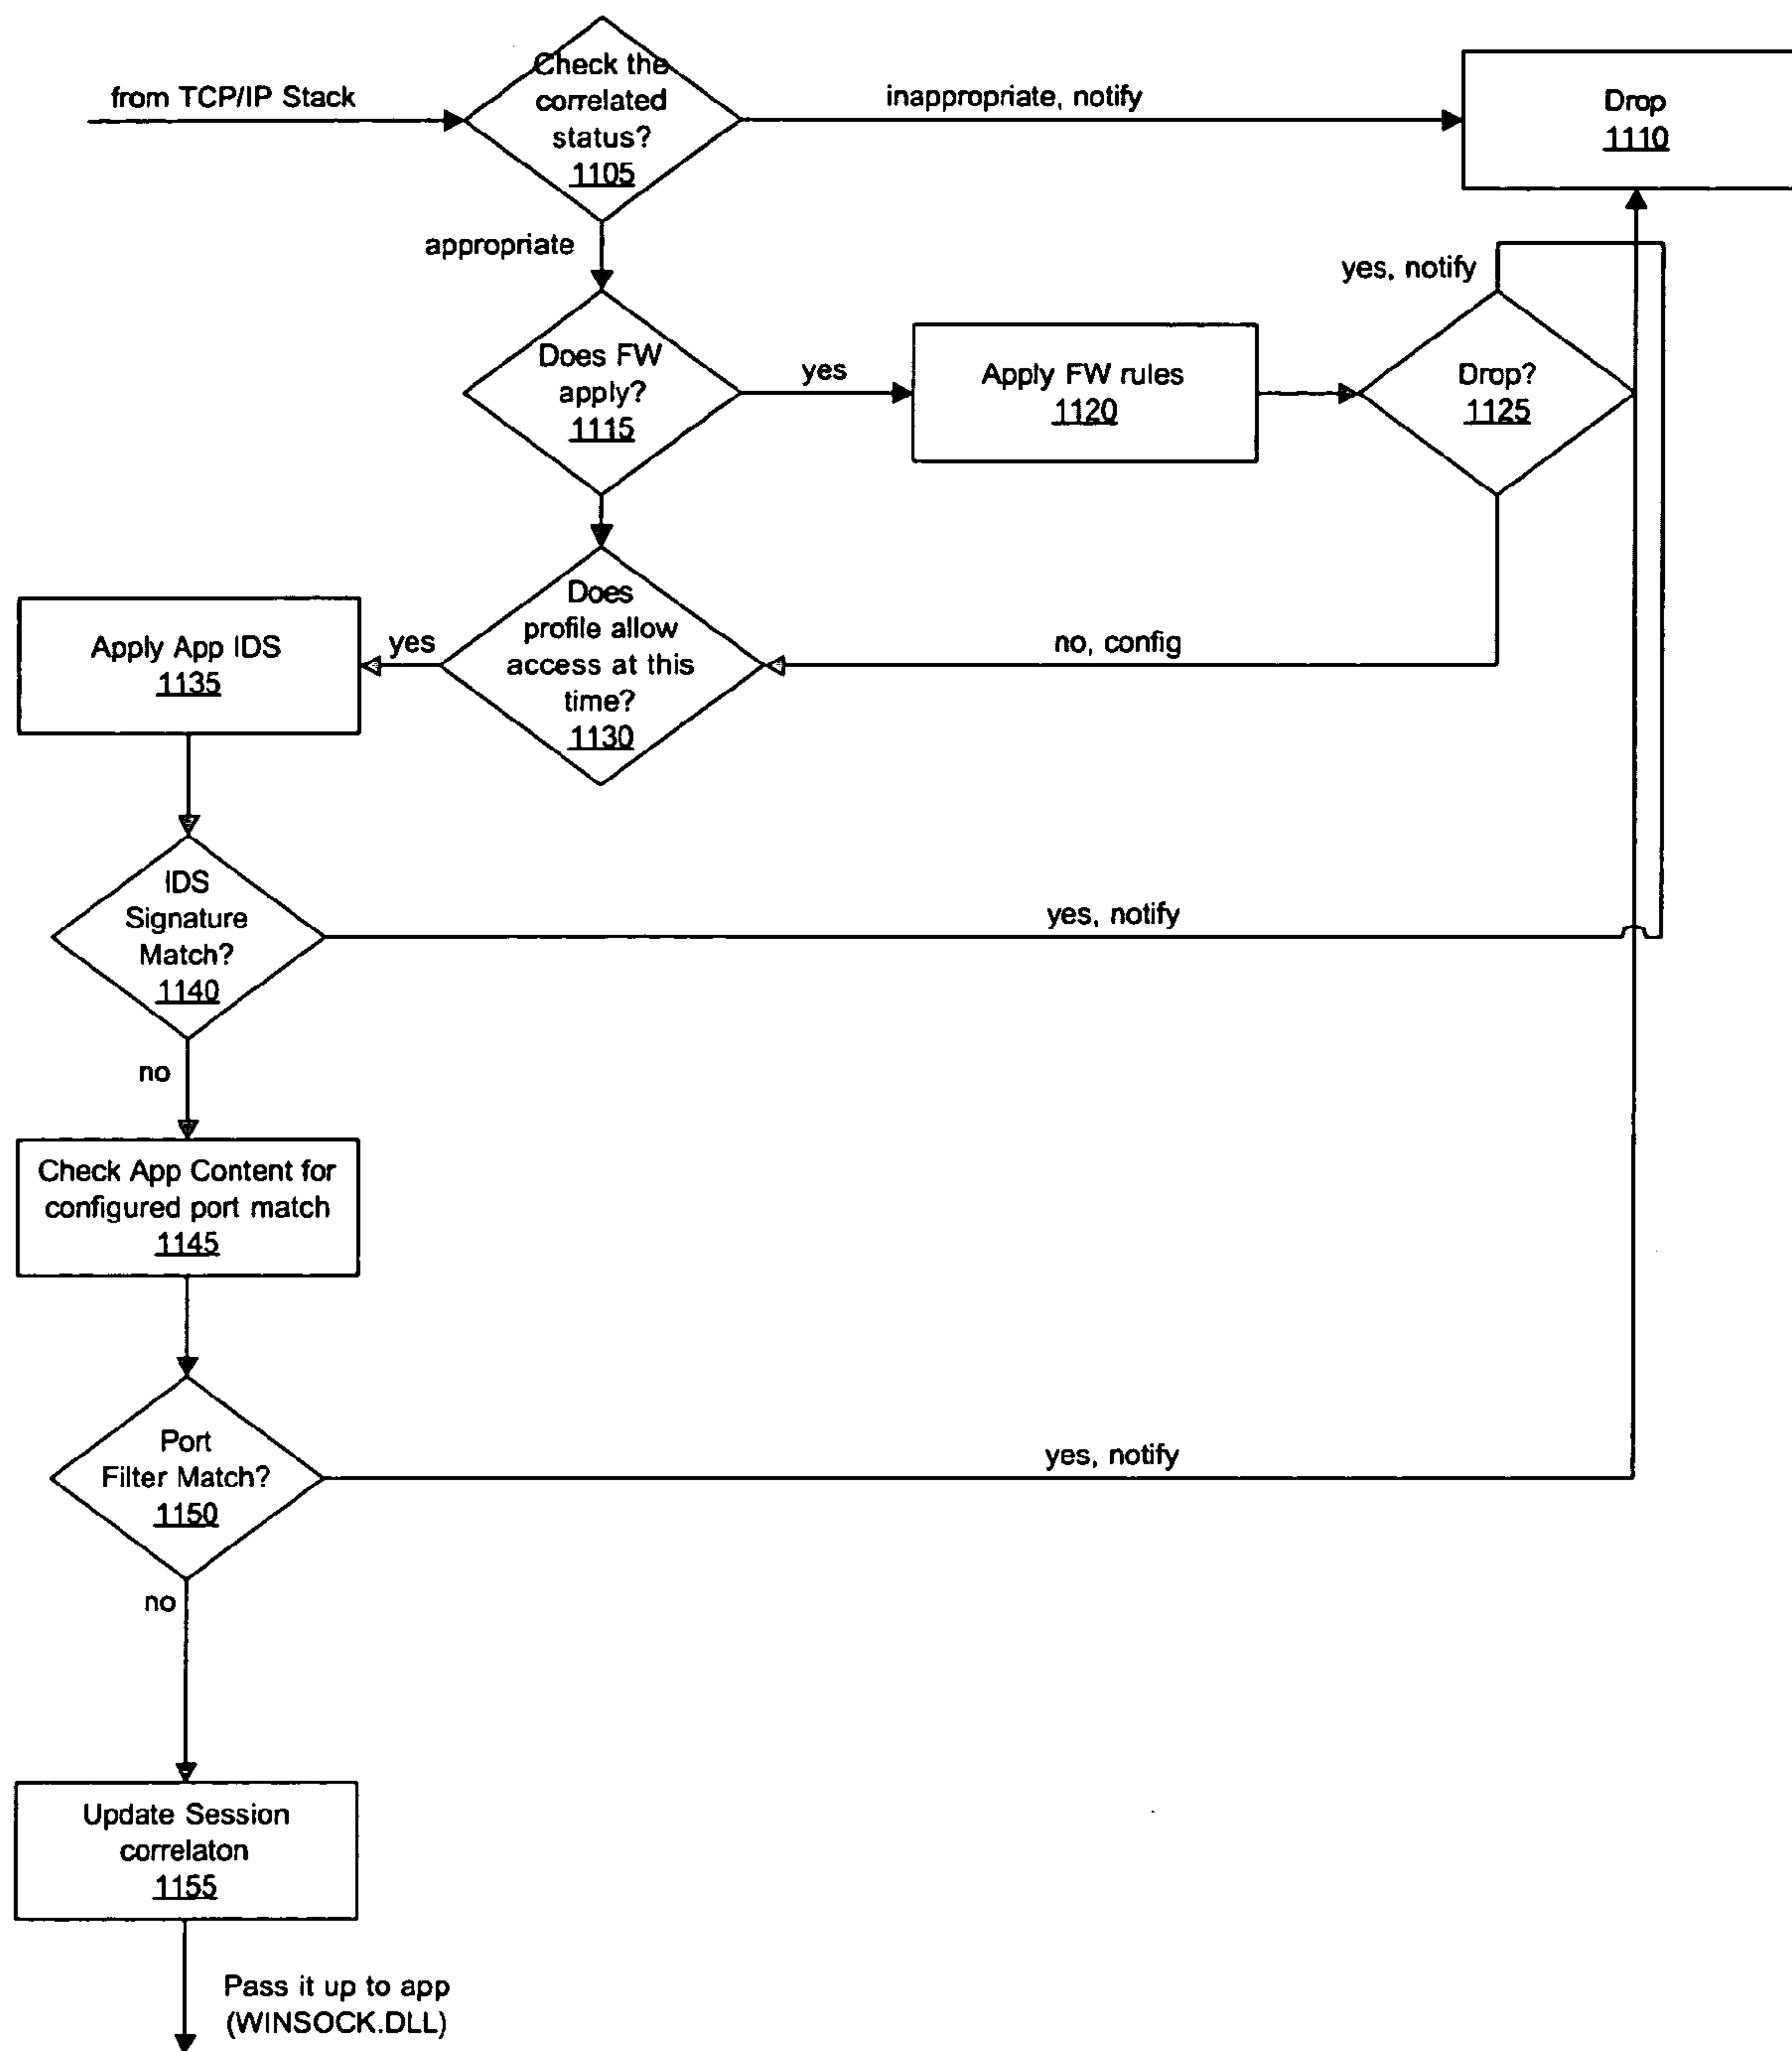 from TCP/IP Stack
Check the
correlated
status?
1105
inappropriate, notify
Drop
1110
appropriate
Does FW
apply?
1115
yes
Apply FW rules
1120
yes, notify
Drop?
1125
no, config
Does
profile allow
access at this
time?
1130
yes
Apply App IDS
1135
IDS
Signature
Match?
1140
yes, notify
no
Check App Content for
configured port match
1145
Port
Filter Match?
1150
yes, notify
no
Update Session
correlaton
1155
Pass it up to app
(WINSOCK.DLL)